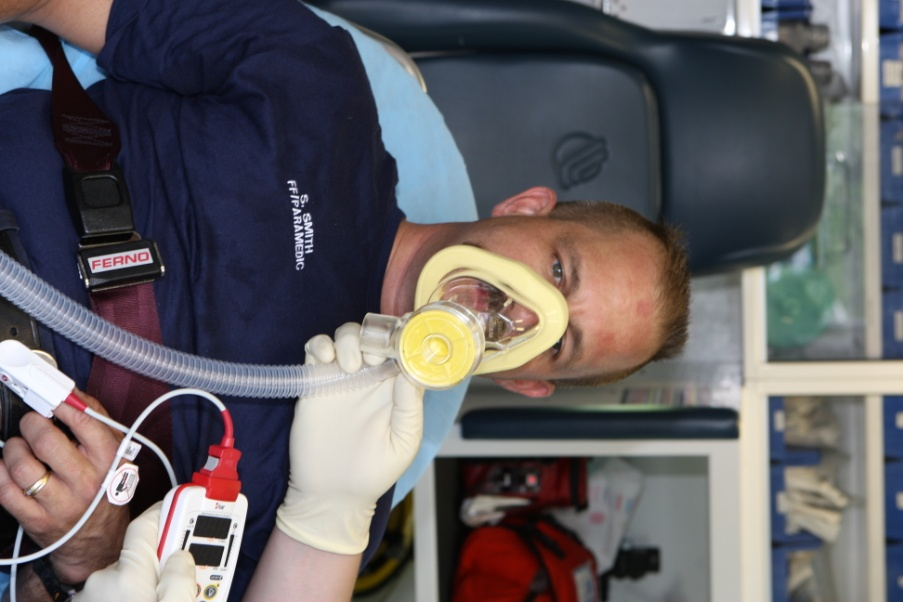 S. SMITH
FF/PARAMEDIC
FERNO